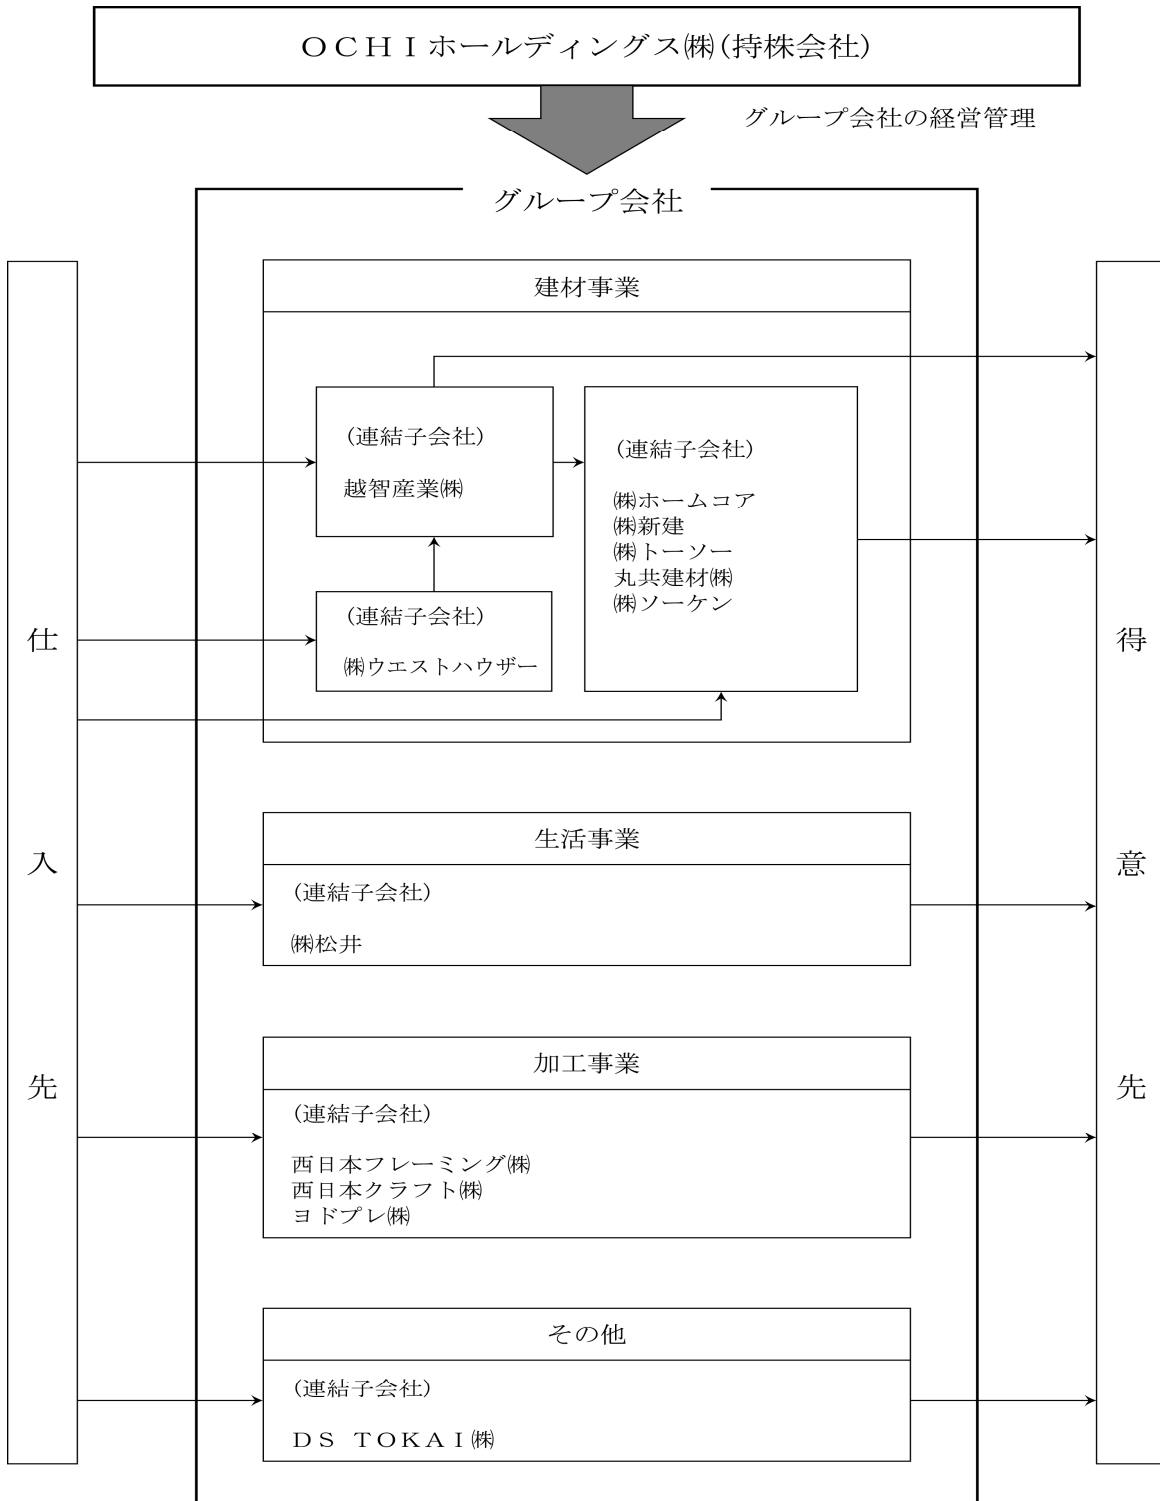 ＯＣＨＩホールディングス㈱(持株会社)
グループ会社の経営管理
グループ会社
建材事業
(連結子会社)
越智産業㈱
(連結子会社)
㈱ホームコア
㈱新建
㈱トーソー
丸共建材㈱
㈱ソーケン
(連結子会社)
㈱ウエストハウザー
生活事業
(連結子会社)
㈱松井
加工事業
(連結子会社)
西日本フレーミング㈱
西日本クラフト㈱
ヨドプレ㈱
その他
(連結子会社)
ＤＳ ＴＯＫＡＩ㈱
仕入先
得意先